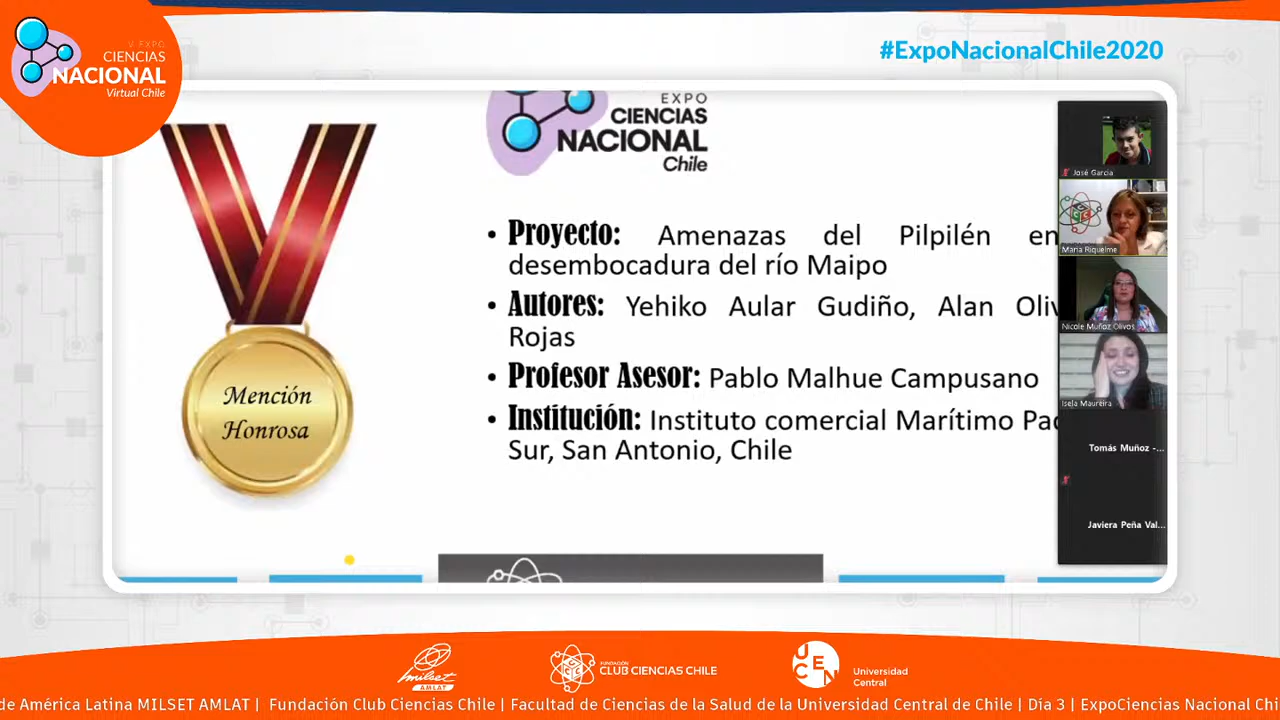 V EXPO
CIENCIAS
NACIONAL
Virtual Chile
#ExpoNacionalChile2020
EXPO
CIENCIAS
NACIONAL
Chile
Mención
Honrosa
• Proyecto: Amenazas del Pilpilén en
desembocadura del río Maipo
• Autores: Yehiko Aular Gudiño, Alan
Rojas
• Profesor Asesor: Pablo Malhue Campusano
• Institución: Instituto comercial Marítimo
Sur, San Antonio, Chile
José García
María Riquelme
Nicole Muñoz Olivos
Isela Maureira
Tomás Muñoz -...
Javiera Peña Val...
milset
AMLAT
FUNDACIÓN
CLUB CIENCIAS CHILE
UCEN
Universidad
Central
de América Latina MILSET AMLAT | Fundación Club Ciencias Chile | Facultad de Ciencias de la Salud de la Universidad Central de Chile | Día 3 | ExpoCiencias Nacional